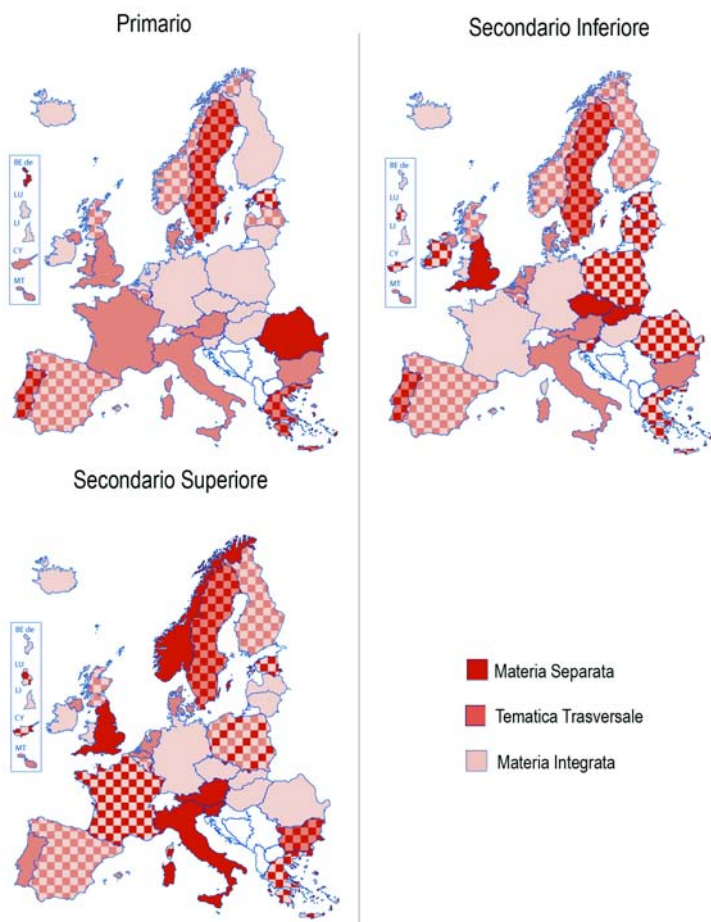 Primario
BE de
LU
LI
CY
MT
Secondario Inferiore
BE de
LU
LI
CY
MT
Secondario Superiore
BE de
LU
LI
CY
MT
Materia Separata
Tematica Trasversale
Materia Integrata